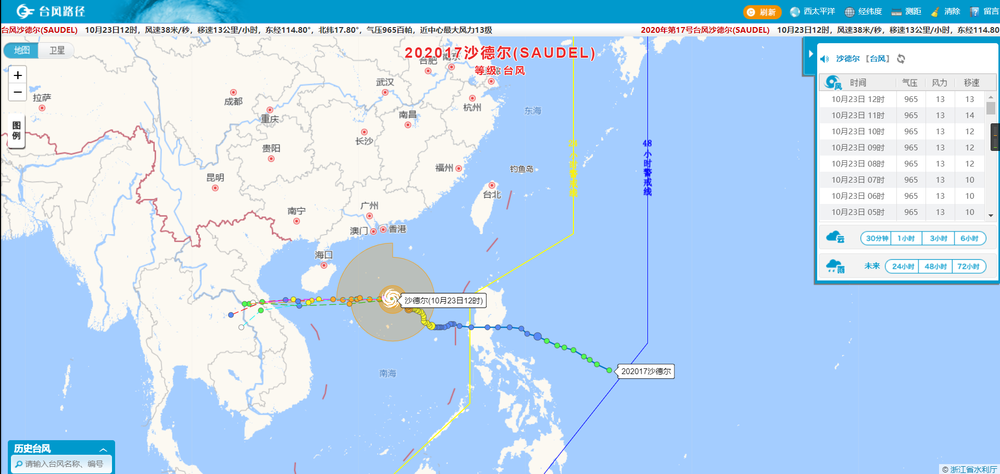 台风路径
刷新
西太平洋
经纬度
测距
清除
留言
台风沙德尔(SAUDEL) 10月23日12时，风速38米/秒，移速13公里/小时，东经114.80°，北纬17.80°，气压965百帕，近中心最大风力13级
2020年第17号台风沙德尔(SAUDEL) 10月23日12时，风速38米/秒，移速13公里/小时，东经114.80
地图
卫星
202017沙德尔(SAUDEL)
等级:台风
+
−
图例
合肥
南京
武汉
拉萨
成都
重庆
杭州
南昌
东海
长沙
贵阳
福州
钓鱼岛
昆明
台北
广州
南宁
澳门
香港
海口
南海
24小时警戒线
48小时警戒线
沙德尔(10月23日12时)
202017沙德尔
沙德尔 【台风】
风 时间 气压 风力 移速
10月23日 12时 965 13 13
10月23日 11时 965 13 14
10月23日 10时 965 13 12
10月23日 09时 965 13 12
10月23日 08时 965 13 12
10月23日 07时 965 13 10
10月23日 06时 965 13 10
10月23日 05时 965 13 10
云 30分钟 1小时 3小时 6小时
雨 未来 24小时 48小时 72小时
历史台风
请输入台风名称、编号
© 浙江省水利厅